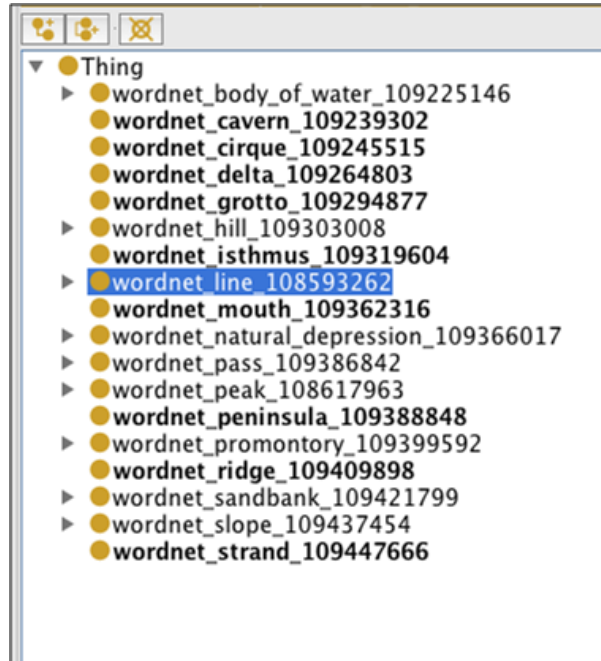 Thing
wordnet_body_of_water_109225146
wordnet_cavern_109239302
wordnet_cirque_109245515
wordnet_delta_109264803
wordnet_grotto_109294877
wordnet_hill_109303008
wordnet_isthmus_109319604
wordnet_line_108593262
wordnet_mouth_109362316
wordnet_natural_depression_109366017
wordnet_pass_109386842
wordnet_peak_108617963
wordnet_peninsula_109388848
wordnet_promontory_109399592
wordnet_ridge_109409898
wordnet_sandbank_109421799
wordnet_slope_109437454
wordnet_strand_109447666